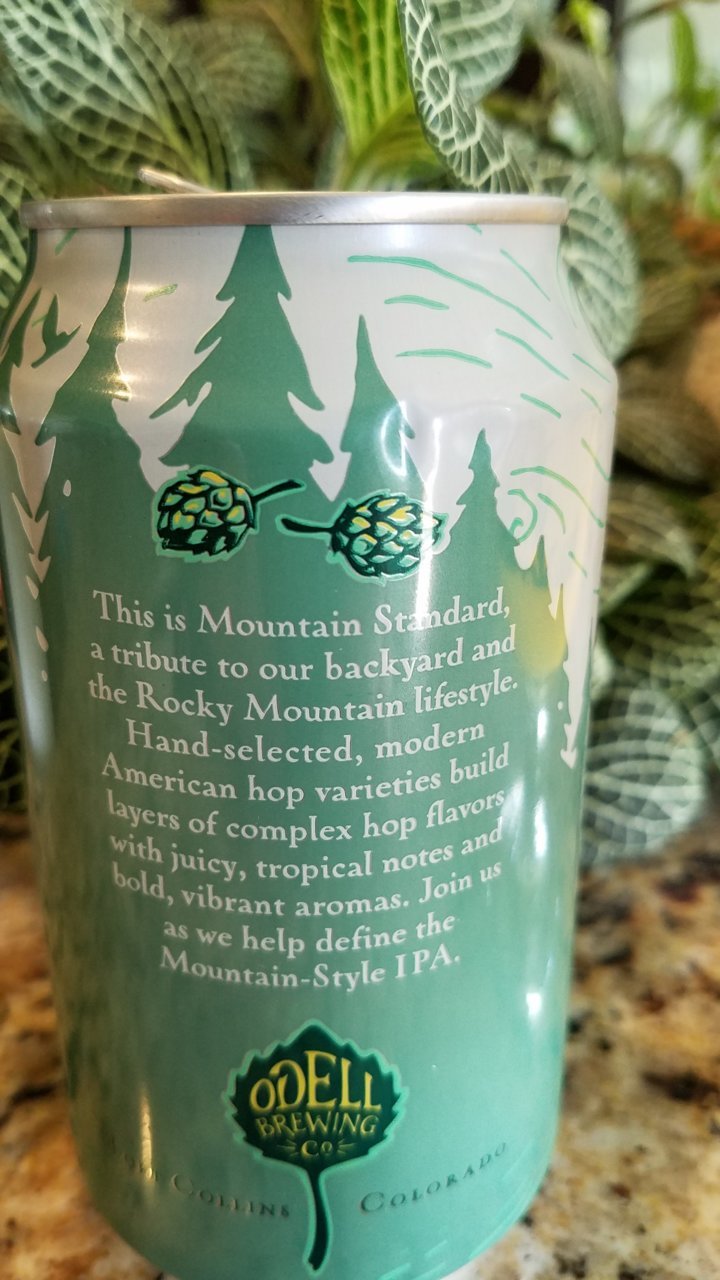 This is Mountain Standard,
a tribute to our backyard and
the Rocky Mountain lifestyle.
Hand-selected, modern
American hop varieties build
layers of complex hop flavors
with juicy, tropical notes and
bold, vibrant aromas. Join us
as we help define the
Mountain-Style IPA.
ODELL
BREWING
CO
FORT COLLINS COLORADO